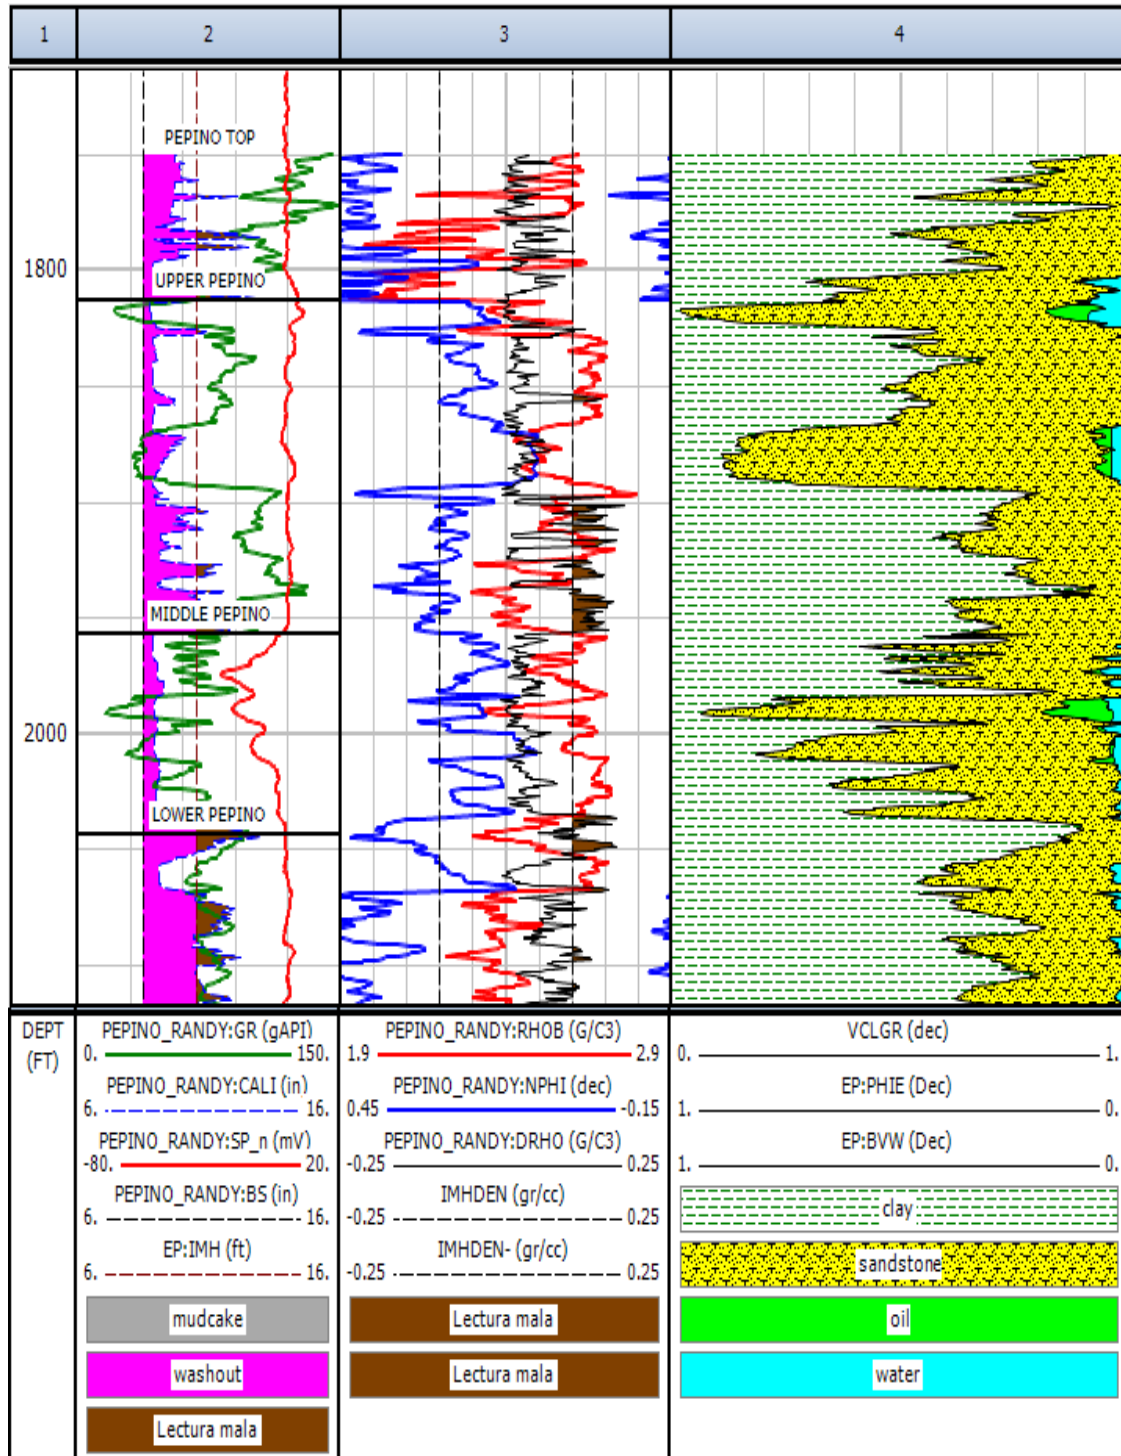 1 2 3 4
PEPINO TOP
1800
UPPER PEPINO
MIDDLE PEPINO
2000
LOWER PEPINO
DEPT
(FT)
PEPINO_RANDY:GR (gAPI)
0. 150.
PEPINO_RANDY:CALI (in)
6. 16.
PEPINO_RANDY:SP_n (mV)
-80. 20.
PEPINO_RANDY:BS (in)
6. 16.
EP:IMH (ft)
6. 16.
mudcake
washout
Lectura mala
PEPINO_RANDY:RHOB (G/C3)
1.9 2.9
PEPINO_RANDY:NPHI (dec)
0.45 -0.15
PEPINO_RANDY:DRHO (G/C3)
-0.25 0.25
IMHDEN (gr/cc)
-0.25 0.25
IMHDEN- (gr/cc)
-0.25 0.25
Lectura mala
Lectura mala
VCLGR (dec)
0. 1.
EP:PHIE (Dec)
1. 0.
EP:BVW (Dec)
1. 0.
clay
sandstone
oil
water